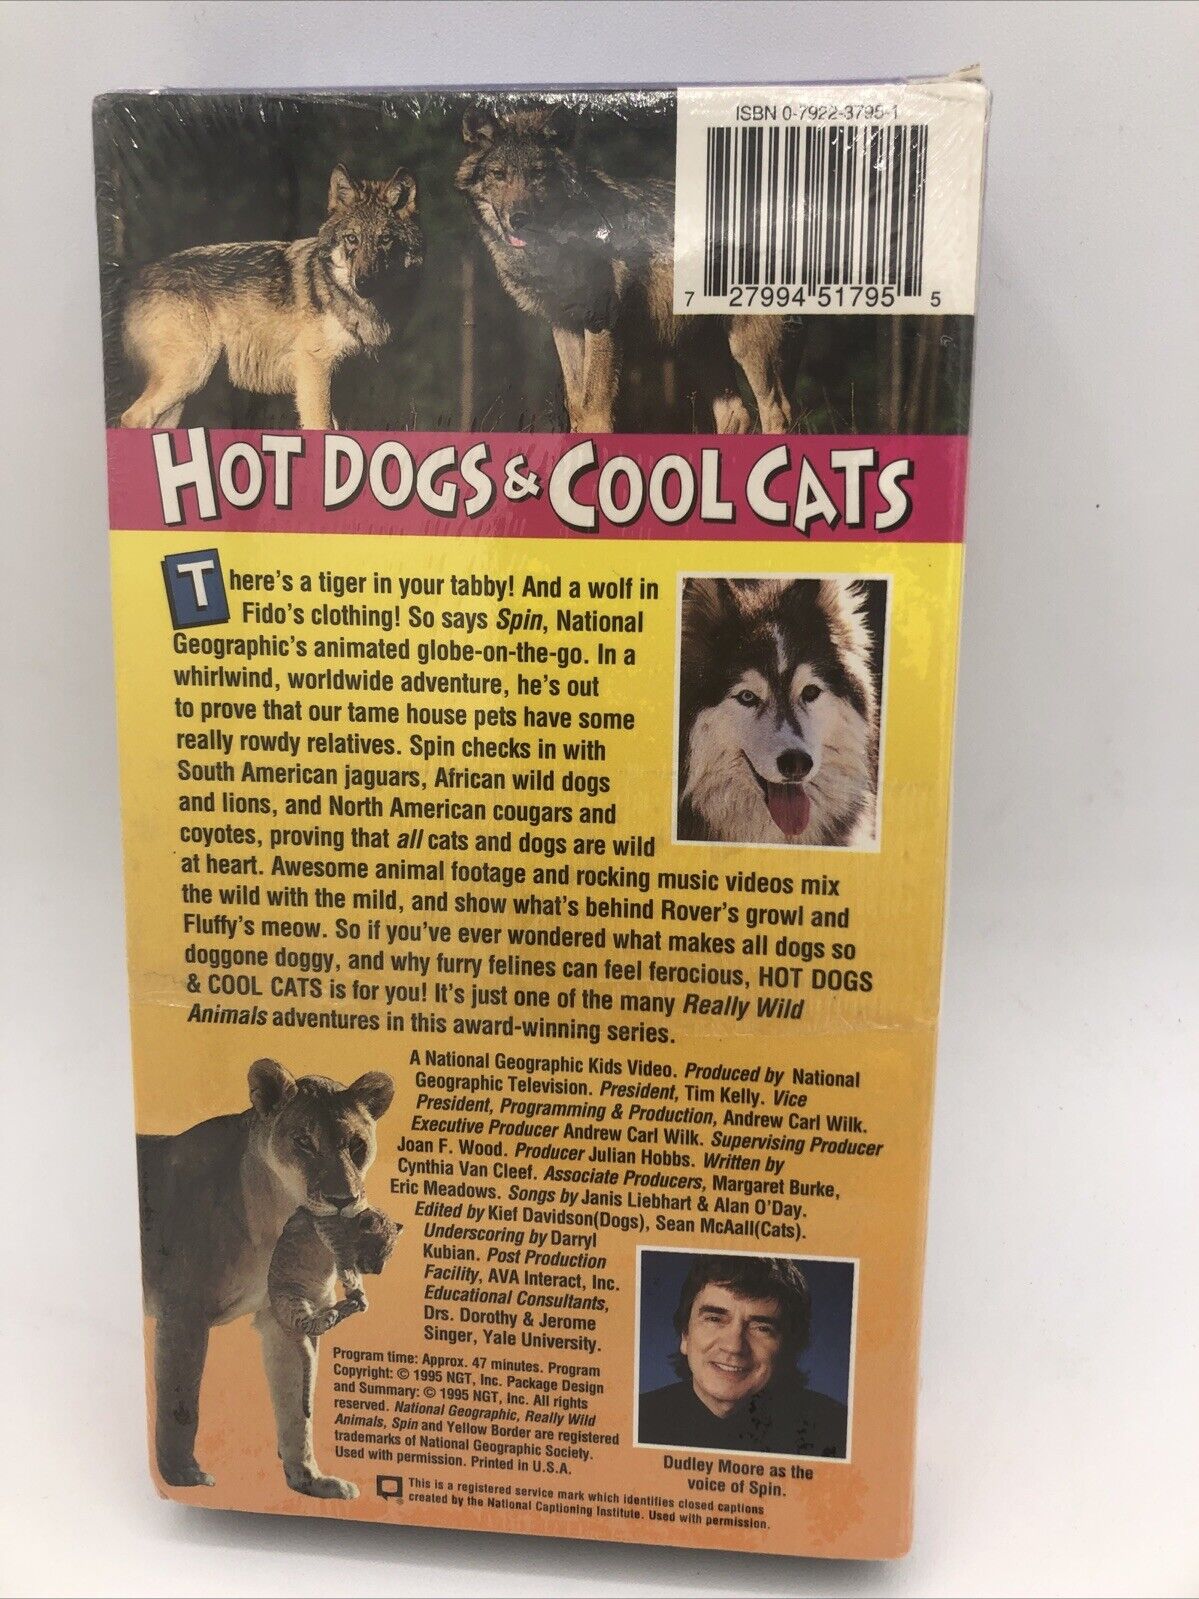 ISBN 0-7922-3795-1
7 27994 51795 5
HOT DOGS & COOL CATS
There's a tiger in your tabby! And a wolf in
Fido's clothing! So says Spin, National
Geographic's animated globe-on-the-go. In a
whirlwind, worldwide adventure, he's out
to prove that our tame house pets have some
really rowdy relatives. Spin checks in with
South American jaguars, African wild dogs
and lions, and North American cougars and
coyotes, proving that all cats and dogs are wild
at heart. Awesome animal footage and rocking music videos mix
the wild with the mild, and show what's behind Rover's growl and
Fluffy's meow. So if you've ever wondered what makes all dogs so
doggone doggy, and why furry felines can feel ferocious, HOT DOGS
& COOL CATS is for you! It's just one of the many Really Wild
Animals adventures in this award-winning series.
A National Geographic Kids Video. Produced by National
Geographic Television. President, Tim Kelly. Vice
President, Programming & Production, Andrew Carl Wilk.
Executive Producer Andrew Carl Wilk. Supervising Producer
Joan F. Wood. Producer Julian Hobbs. Written by
Cynthia Van Cleef. Associate Producers, Margaret Burke,
Eric Meadows. Songs by Janis Liebhart & Alan O'Day.
Edited by Kief Davidson(Dogs), Sean McAall(Cats).
Underscoring by Darryl
Kubian. Post Production
Facility, AVA Interact, Inc.
Educational Consultants,
Drs. Dorothy & Jerome
Singer, Yale University.
Program time: Approx. 47 minutes. Program
Copyright: © 1995 NGT, Inc. Package Design
and Summary: © 1995 NGT, Inc. All rights
reserved. National Geographic, Really Wild
Animals, Spin and Yellow Border are registered
trademarks of National Geographic Society.
Used with permission. Printed in U.S.A.
Dudley Moore as the
voice of Spin.
This is a registered service mark which identifies closed captions
created by the National Captioning Institute. Used with permission.